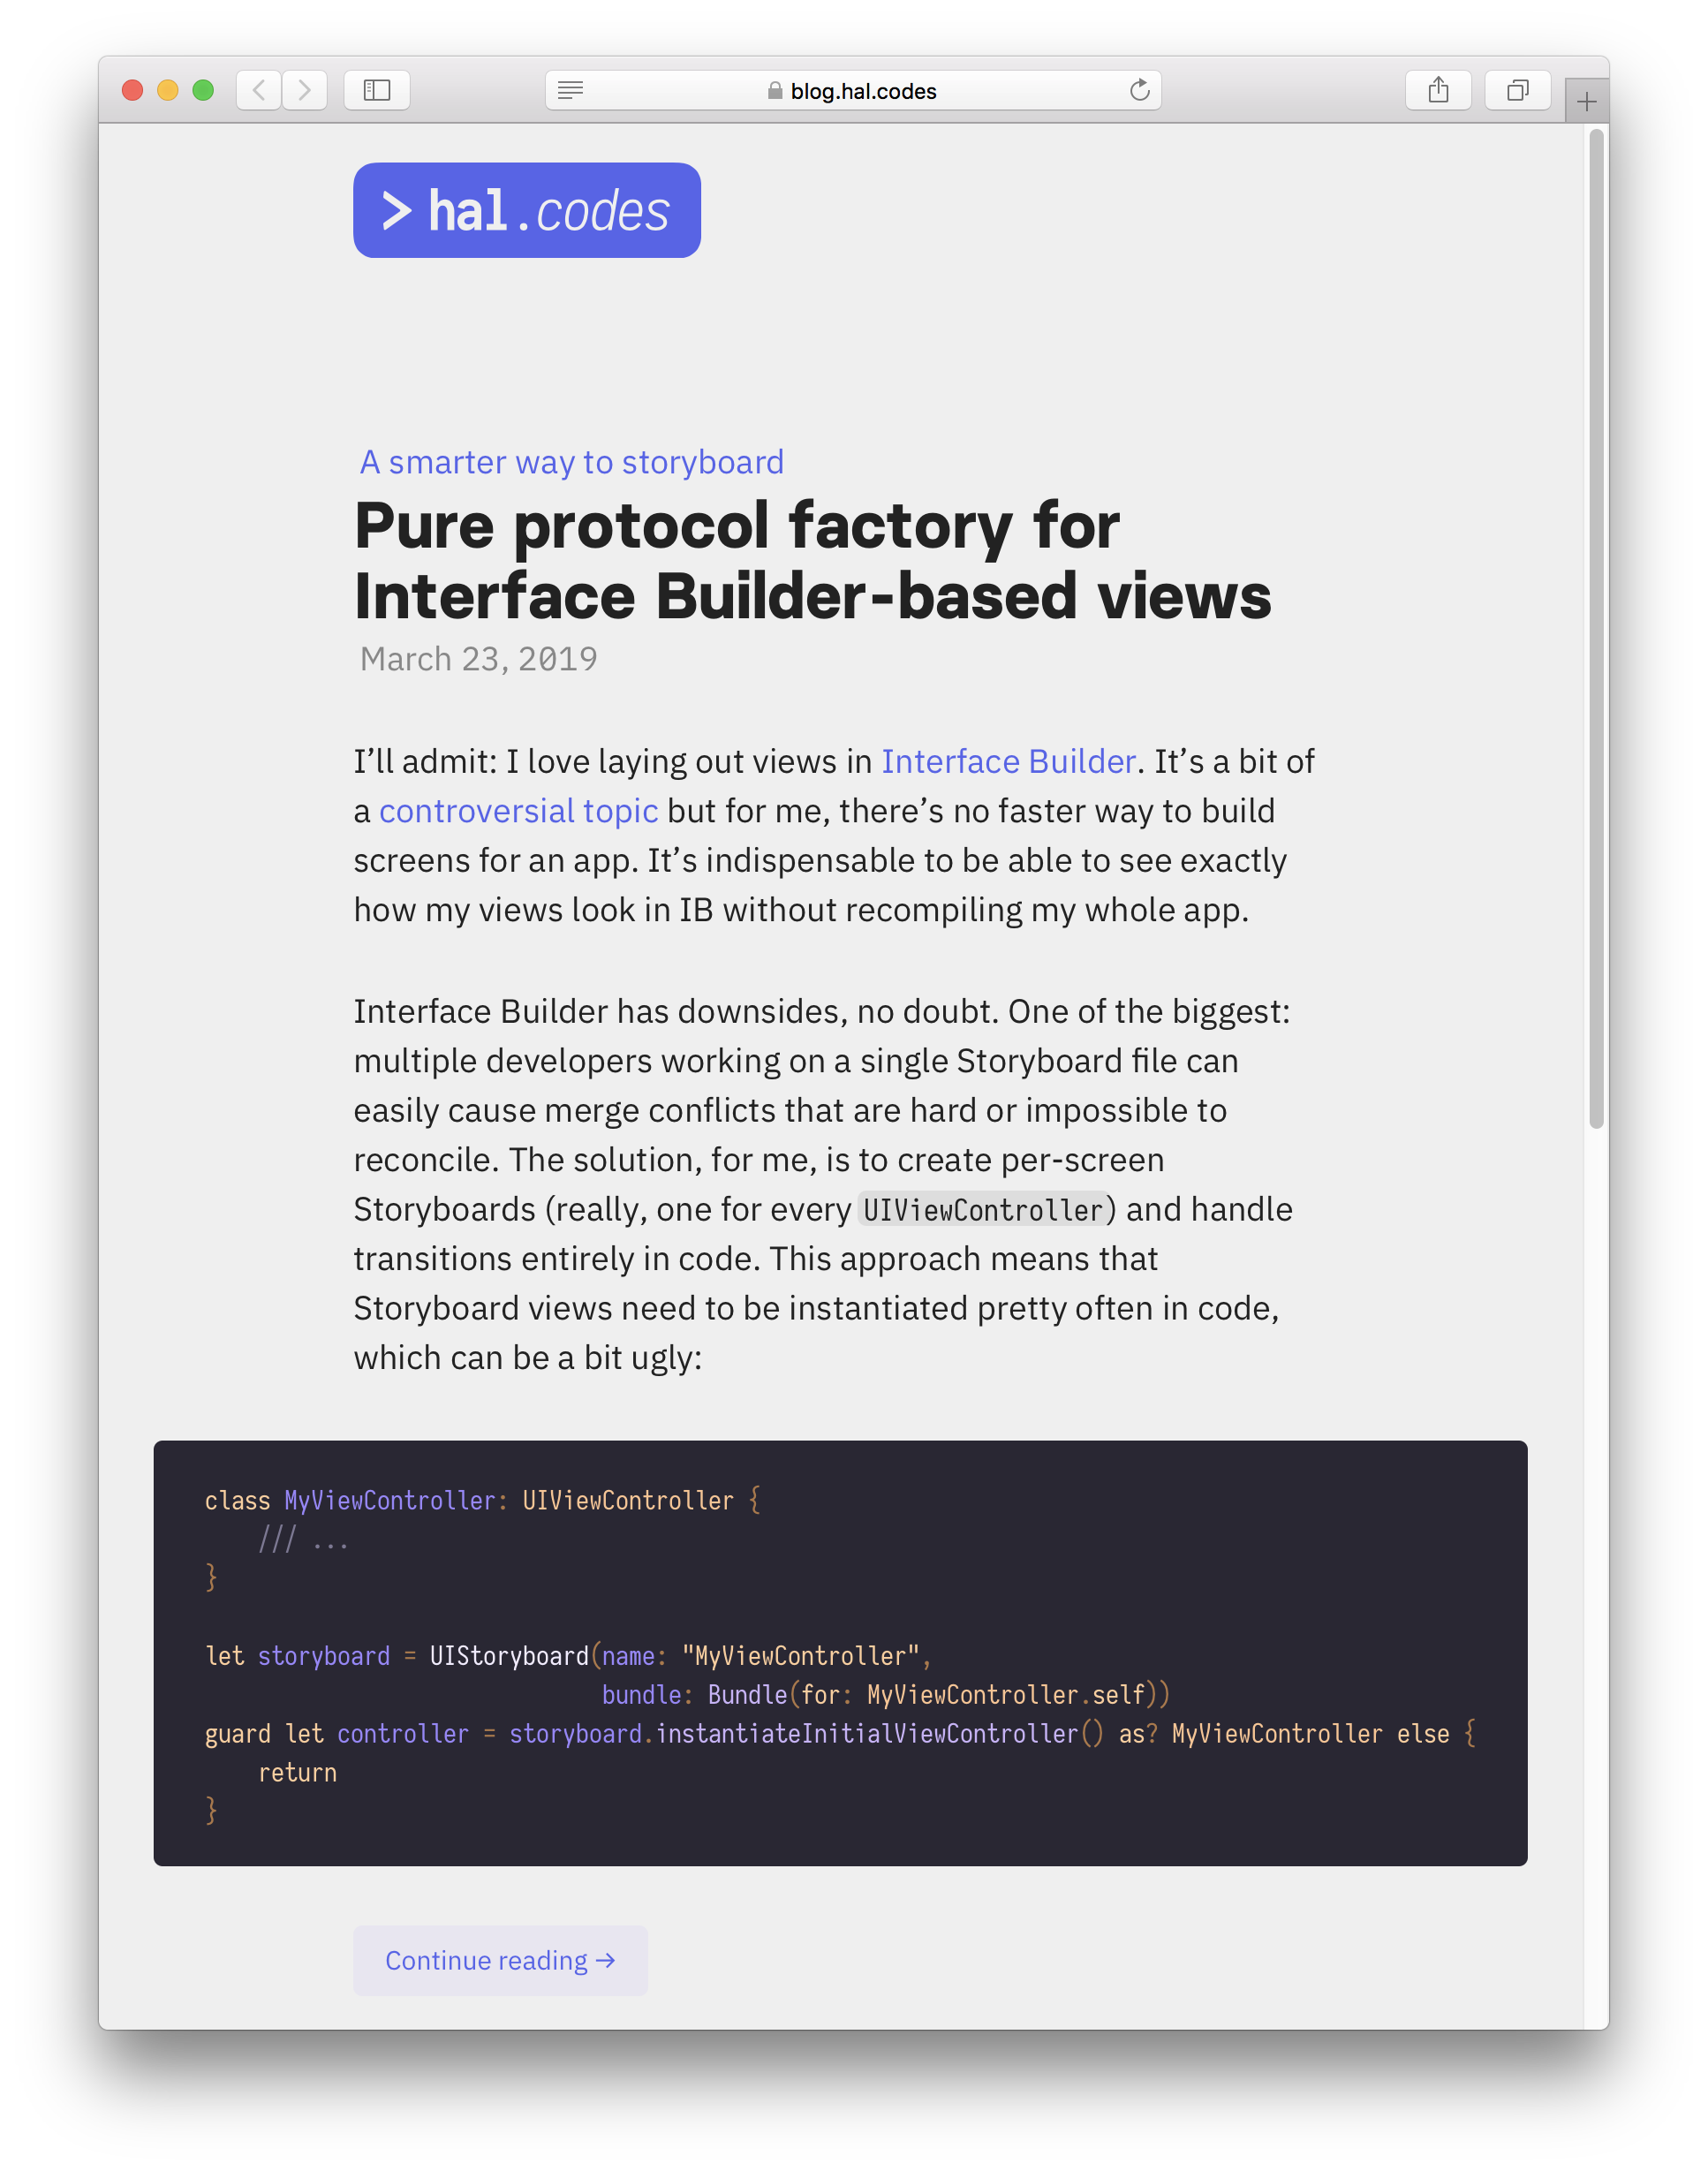 blog.hal.codes
> hal.codes
A smarter way to storyboard
Pure protocol factory for
Interface Builder-based views
March 23, 2019
I’ll admit: I love laying out views in Interface Builder. It’s a bit of
a controversial topic but for me, there’s no faster way to build
screens for an app. It’s indispensable to be able to see exactly
how my views look in IB without recompiling my whole app.
Interface Builder has downsides, no doubt. One of the biggest:
multiple developers working on a single Storyboard file can
easily cause merge conflicts that are hard or impossible to
reconcile. The solution, for me, is to create per-screen
Storyboards (really, one for every UIViewController) and handle
transitions entirely in code. This approach means that
Storyboard views need to be instantiated pretty often in code,
which can be a bit ugly:
class MyViewController: UIViewController {
    /// ...
}
let storyboard = UIStoryboard(name: "MyViewController",
                              bundle: Bundle(for: MyViewController.self))
guard let controller = storyboard.instantiateInitialViewController() as? MyViewController else {
    return
}
Continue reading →